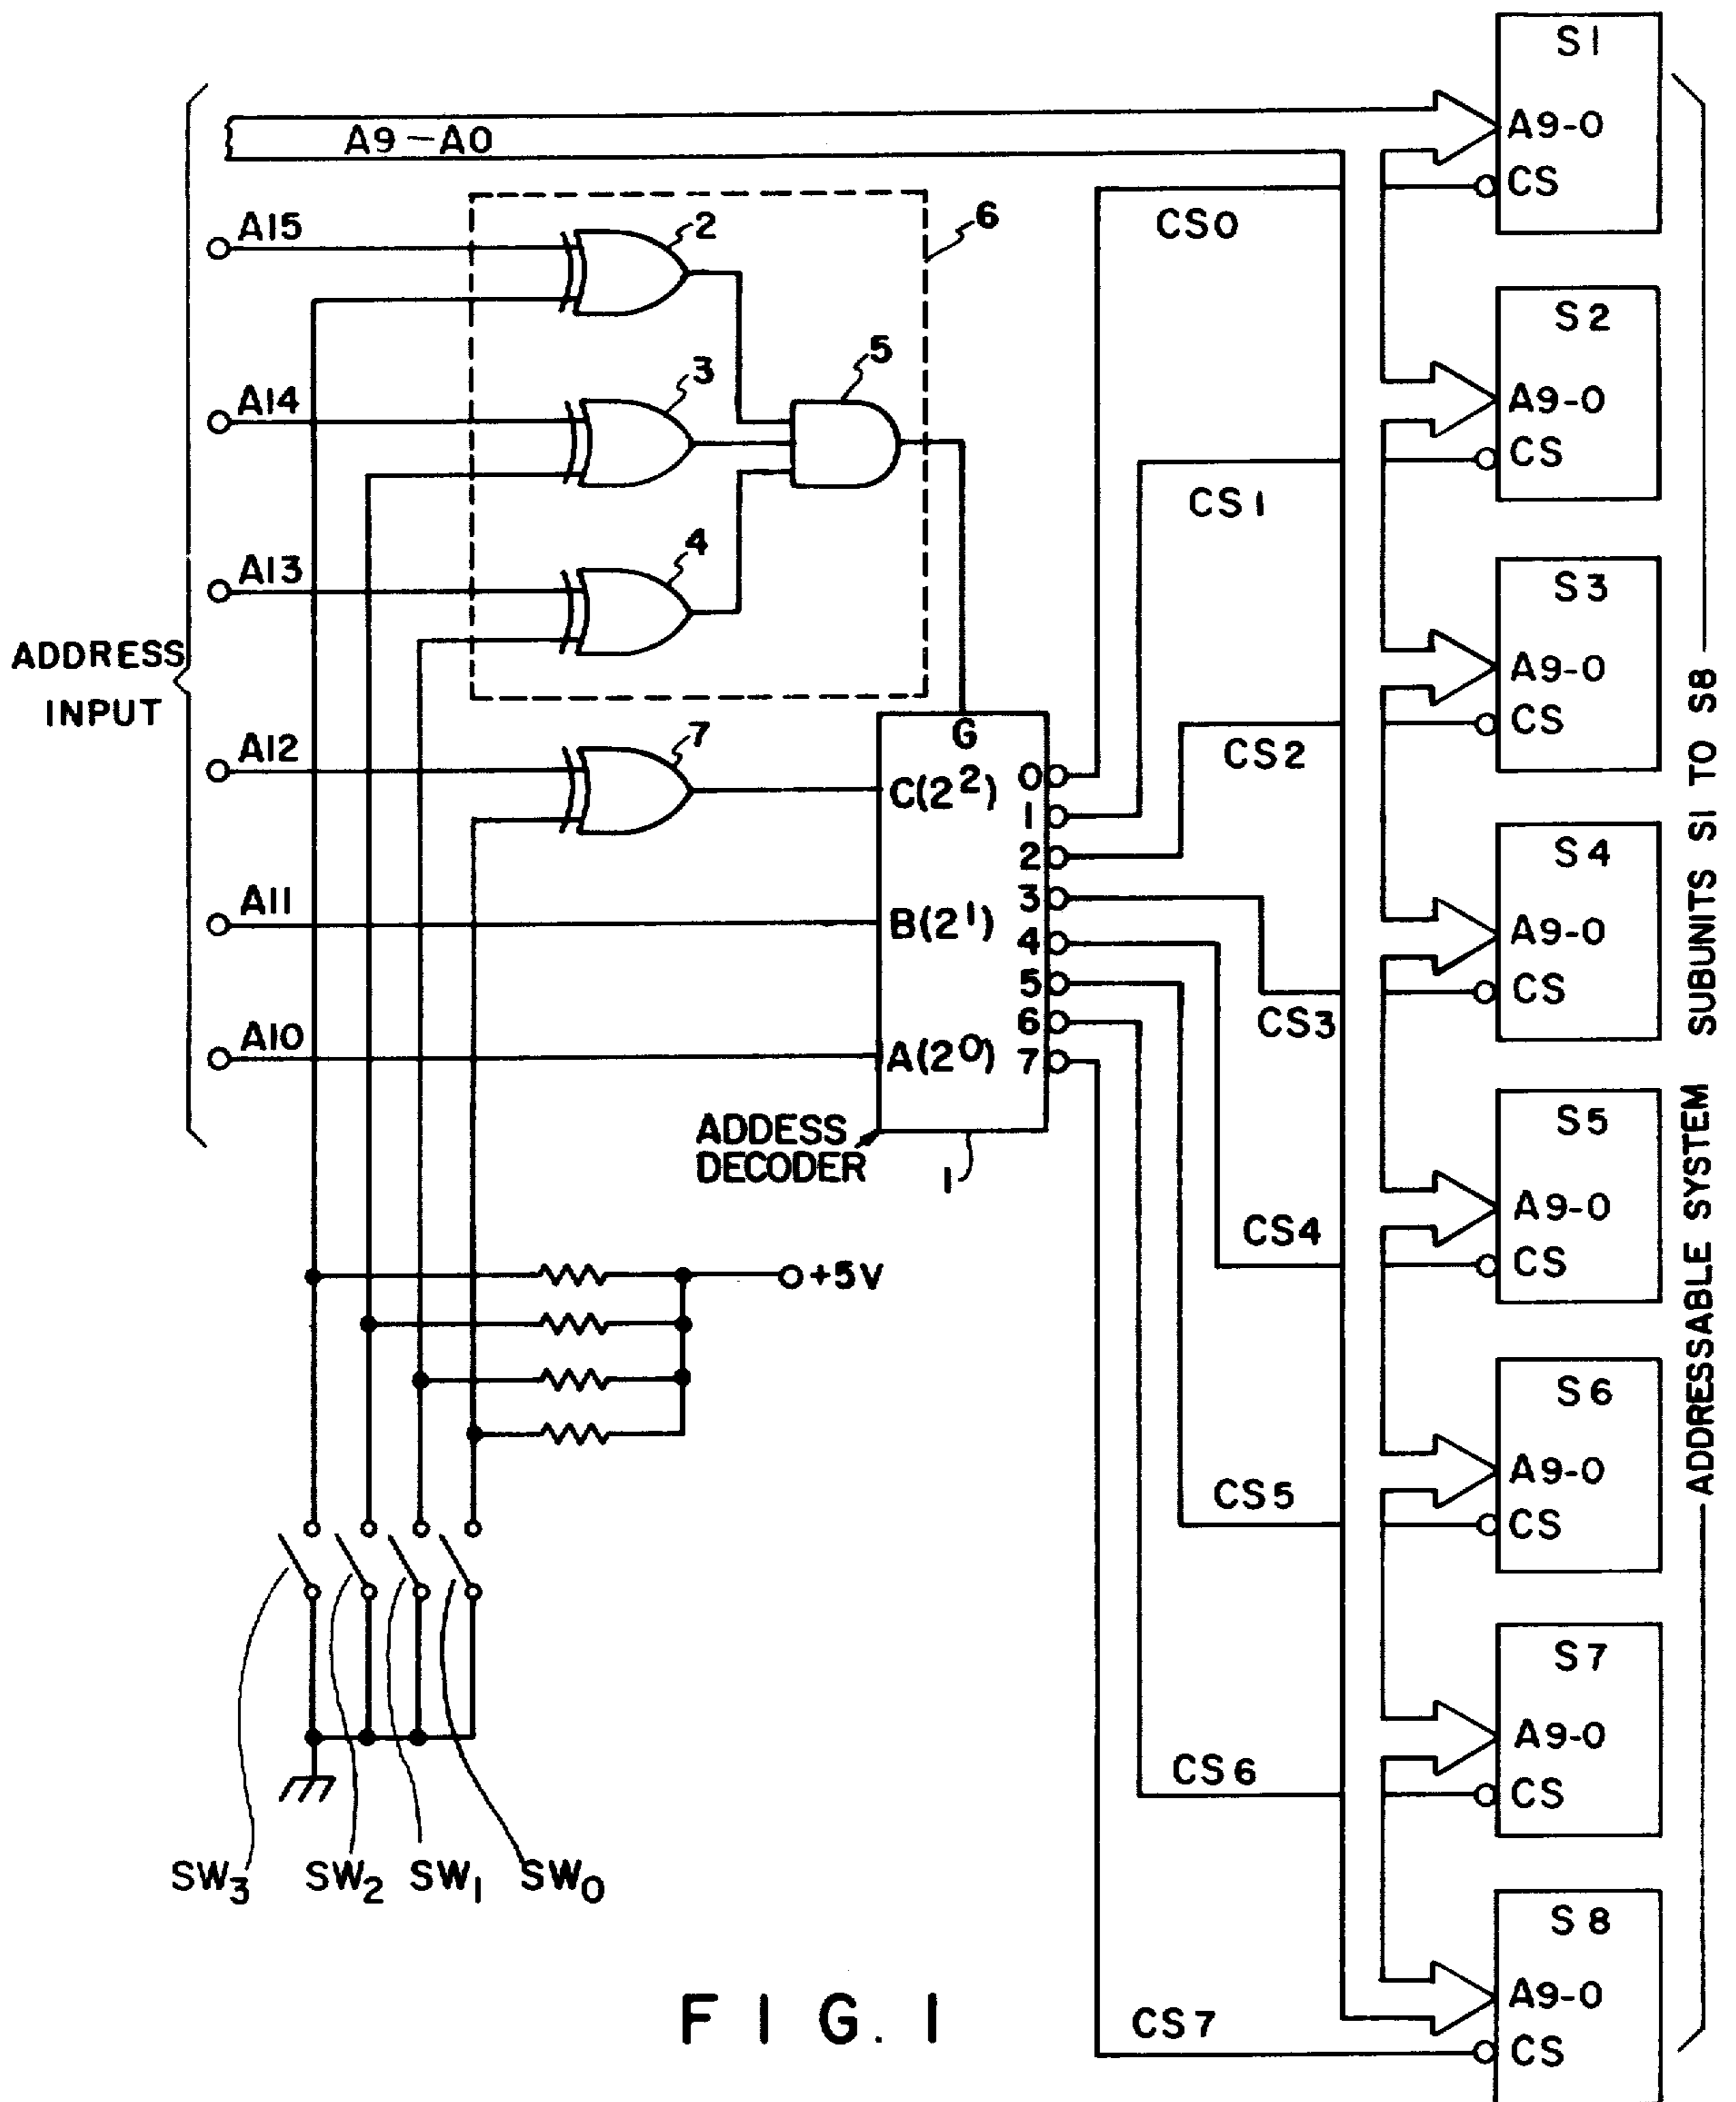 S1
A9-0
CS
A9-A0
CS0
A15
2
6
S2
A9-0
CS
A14
3
5
CS1
A13
4
S3
A9-0
CS
ADDRESS
INPUT
A12
7
G
C(2²)
B(2¹)
A(2⁰)
0
1
2
3
4
5
6
7
CS2
A11
A10
S4
A9-0
CS
CS3
ADDESS
DECODER
1
S5
A9-0
CS
CS4
+5V
S6
A9-0
CS
CS5
S7
A9-0
CS
CS6
SW₃
SW₂
SW₁
SW₀
S8
A9-0
CS
CS7
ADDRESSABLE SYSTEM SUBUNITS S1 TO S8
FIG. 1